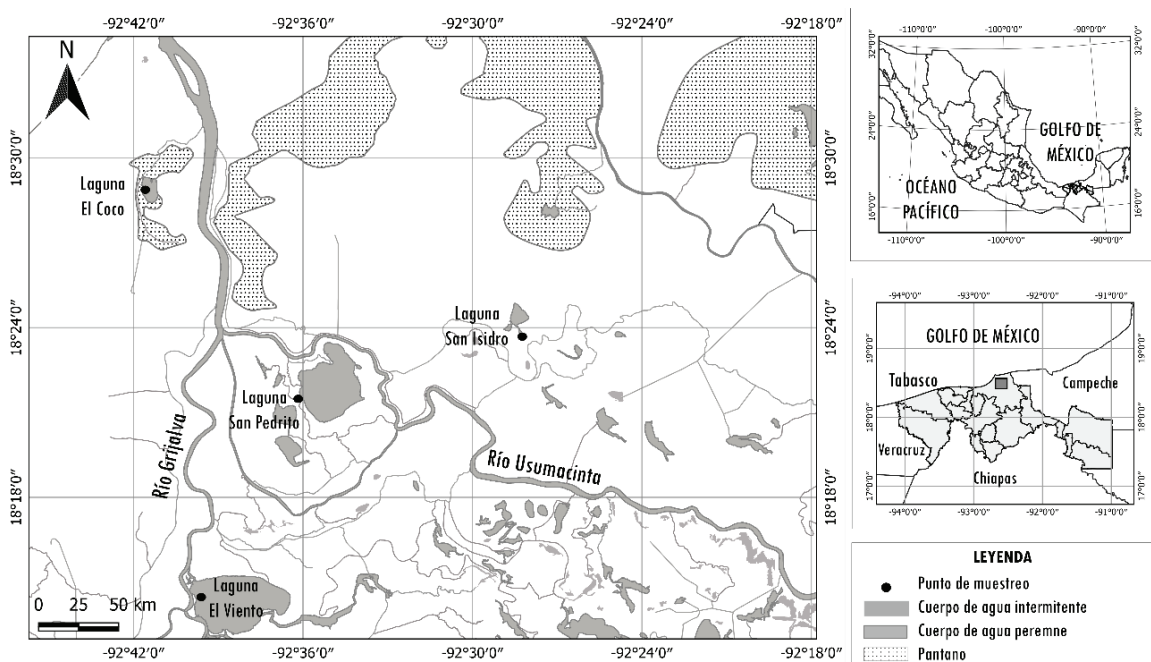 -92°42'0" -92°36'0" -92°30'0" -92°24'0" -92°18'0"
N
18°30'0"
18°24'0"
18°18'0"
Laguna
El Coco
Laguna
San Isidro
Laguna
San Pedrito
Río Grijalva
Río Usumacinta
Laguna
El Viento
0 25 50 km
18°30'0"
18°24'0"
18°18'0"
-92°42'0" -92°36'0" -92°30'0" -92°24'0" -92°18'0"
-110°0'0" -100°0'0" -90°0'0"
32°0'0"
24°0'0"
16°0'0"
GOLFO DE
MÉXICO
OCÉANO
PACÍFICO
32°0'0"
24°0'0"
16°0'0"
-110°0'0" -100°0'0" -90°0'0"
-94°0'0" -93°0'0" -92°0'0" -91°0'0"
19°0'0"
18°0'0"
17°0'0"
GOLFO DE MÉXICO
Tabasco
Campeche
Veracruz
Chiapas
19°0'0"
18°0'0"
17°0'0"
-94°0'0" -93°0'0" -92°0'0" -91°0'0"
LEYENDA
Punto de muestreo
Cuerpo de agua intermitente
Cuerpo de agua peremne
Pantano